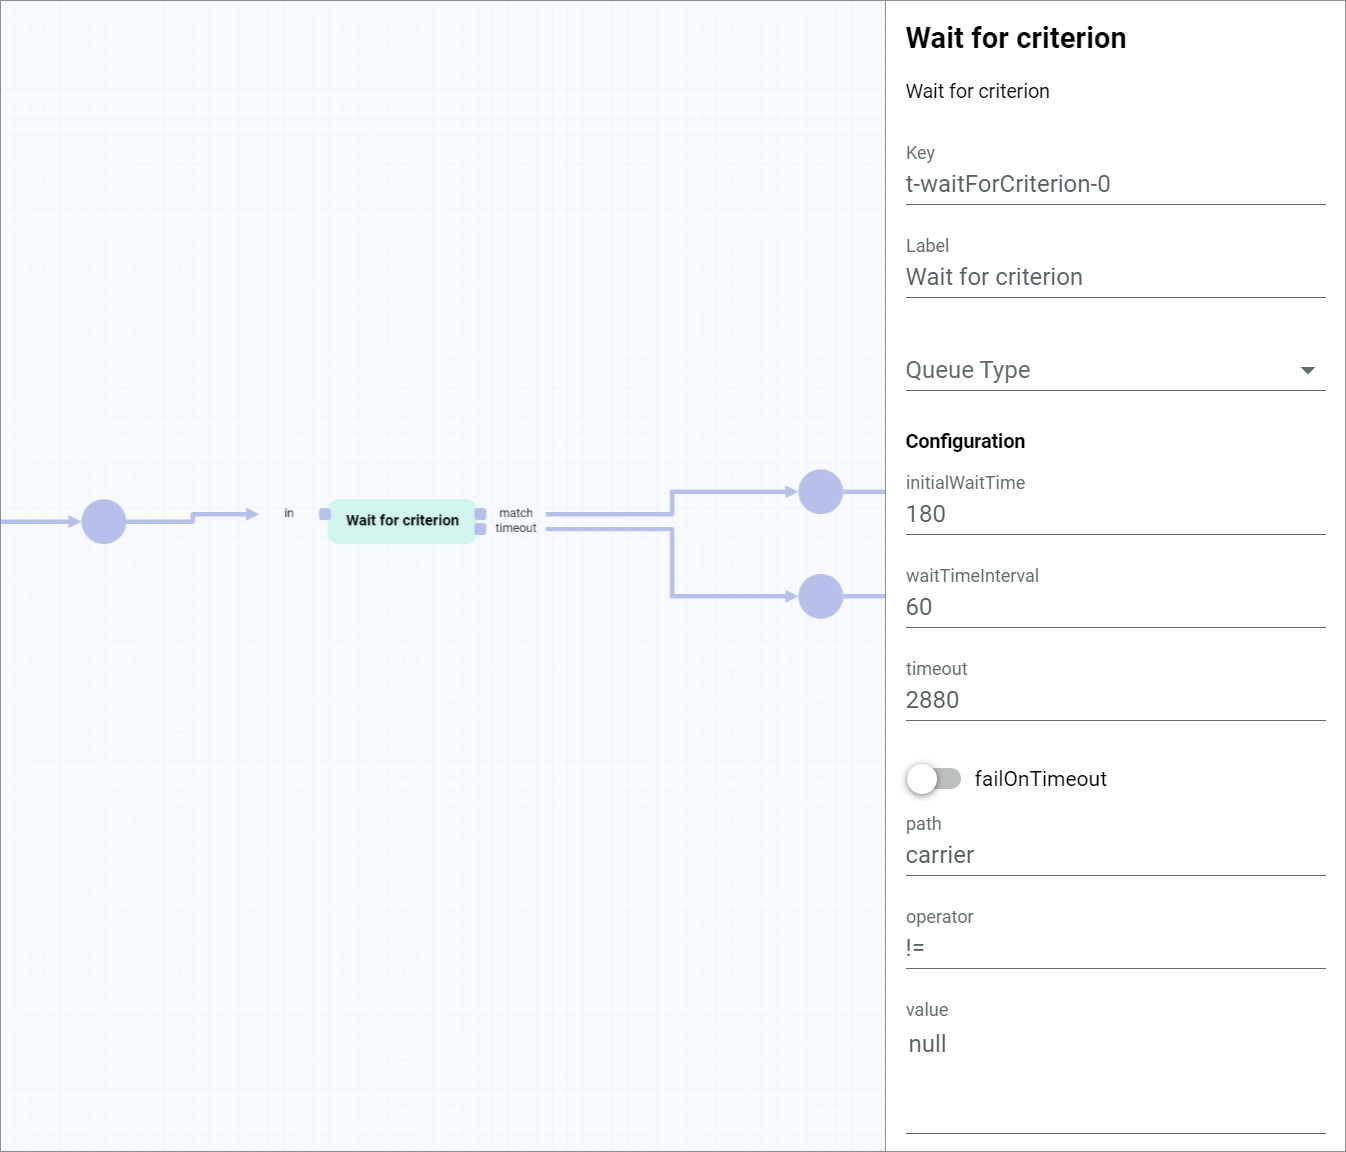 in
Wait for criterion
match
timeout
Wait for criterion
Wait for criterion
Key
t-waitForCriterion-0
Label
Wait for criterion
Queue Type
Configuration
initialWaitTime
180
waitTimeInterval
60
timeout
2880
failOnTimeout
path
carrier
operator
!=
value
null